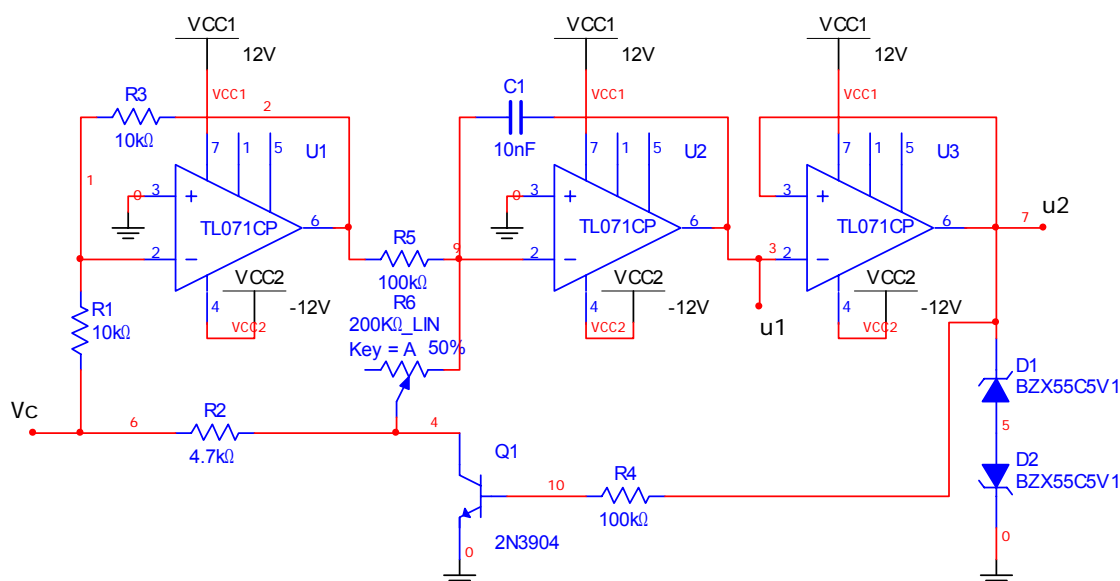 VCC1
12V
VCC1
12V
VCC1
12V
R3
10kΩ
VCC1
2
7
1
5
U1
C1
10nF
VCC1
7
1
5
U2
VCC1
7
1
5
U3
1
0
3
+
TL071CP
6
2
−
4
VCC2
-12V
VCC2
0
3
+
TL071CP
6
2
−
4
VCC2
-12V
VCC2
3
+
TL071CP
6
2
−
4
VCC2
-12V
VCC2
7
u2
R5
100kΩ
9
3
u1
R1
10kΩ
R6
200KΩ_LIN
Key = A
50%
D1
BZX55C5V1
5
D2
BZX55C5V1
0
Vc
6
R2
4.7kΩ
4
Q1
2N3904
0
10
R4
100kΩ